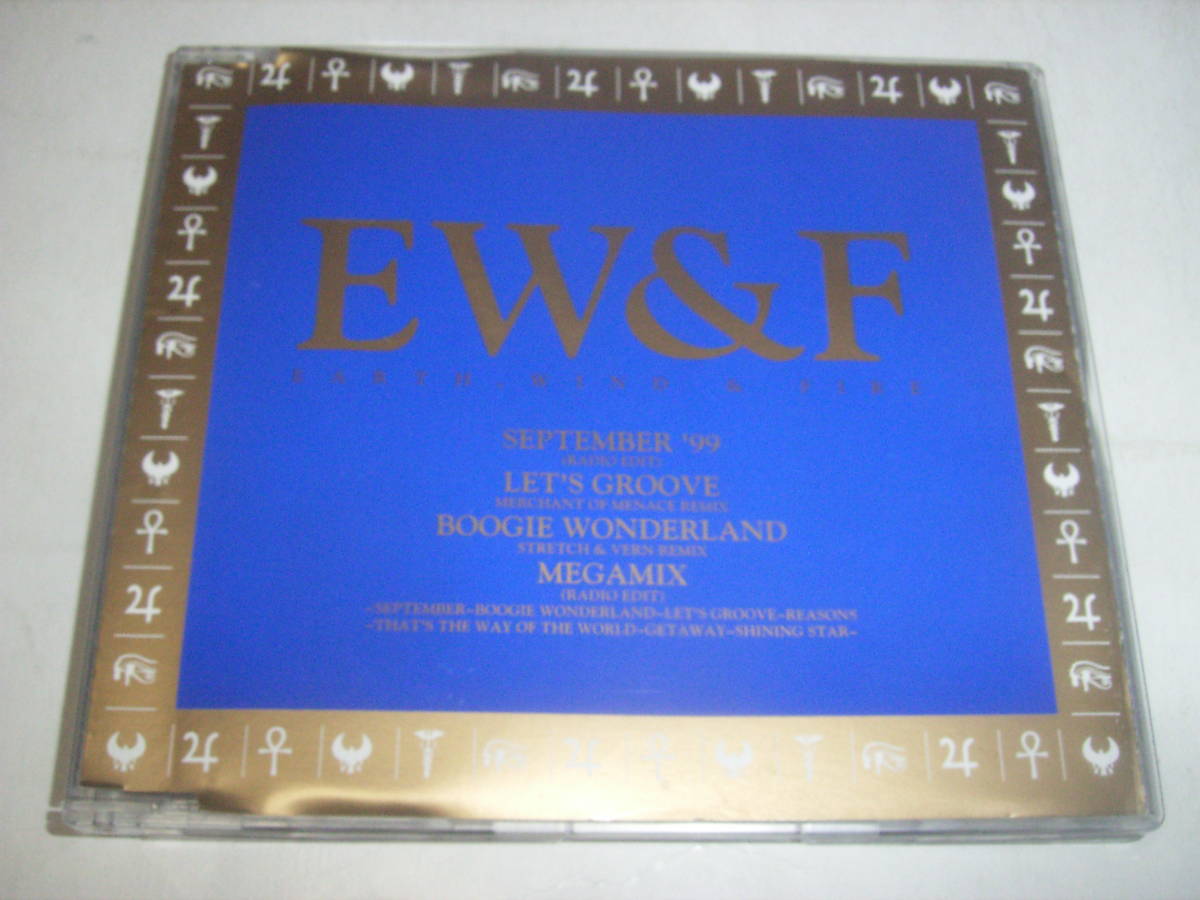 EW&F
EARTH, WIND & FIRE
SEPTEMBER '99
(RADIO EDIT)
LET'S GROOVE
MERCHANT OF MENACE REMIX
BOOGIE WONDERLAND
STRETCH & VERN REMIX
MEGAMIX
(RADIO EDIT)
~SEPTEMBER~BOOGIE WONDERLAND~LET'S GROOVE~REASONS
~THAT'S THE WAY OF THE WORLD~GETAWAY~SHINING STAR~